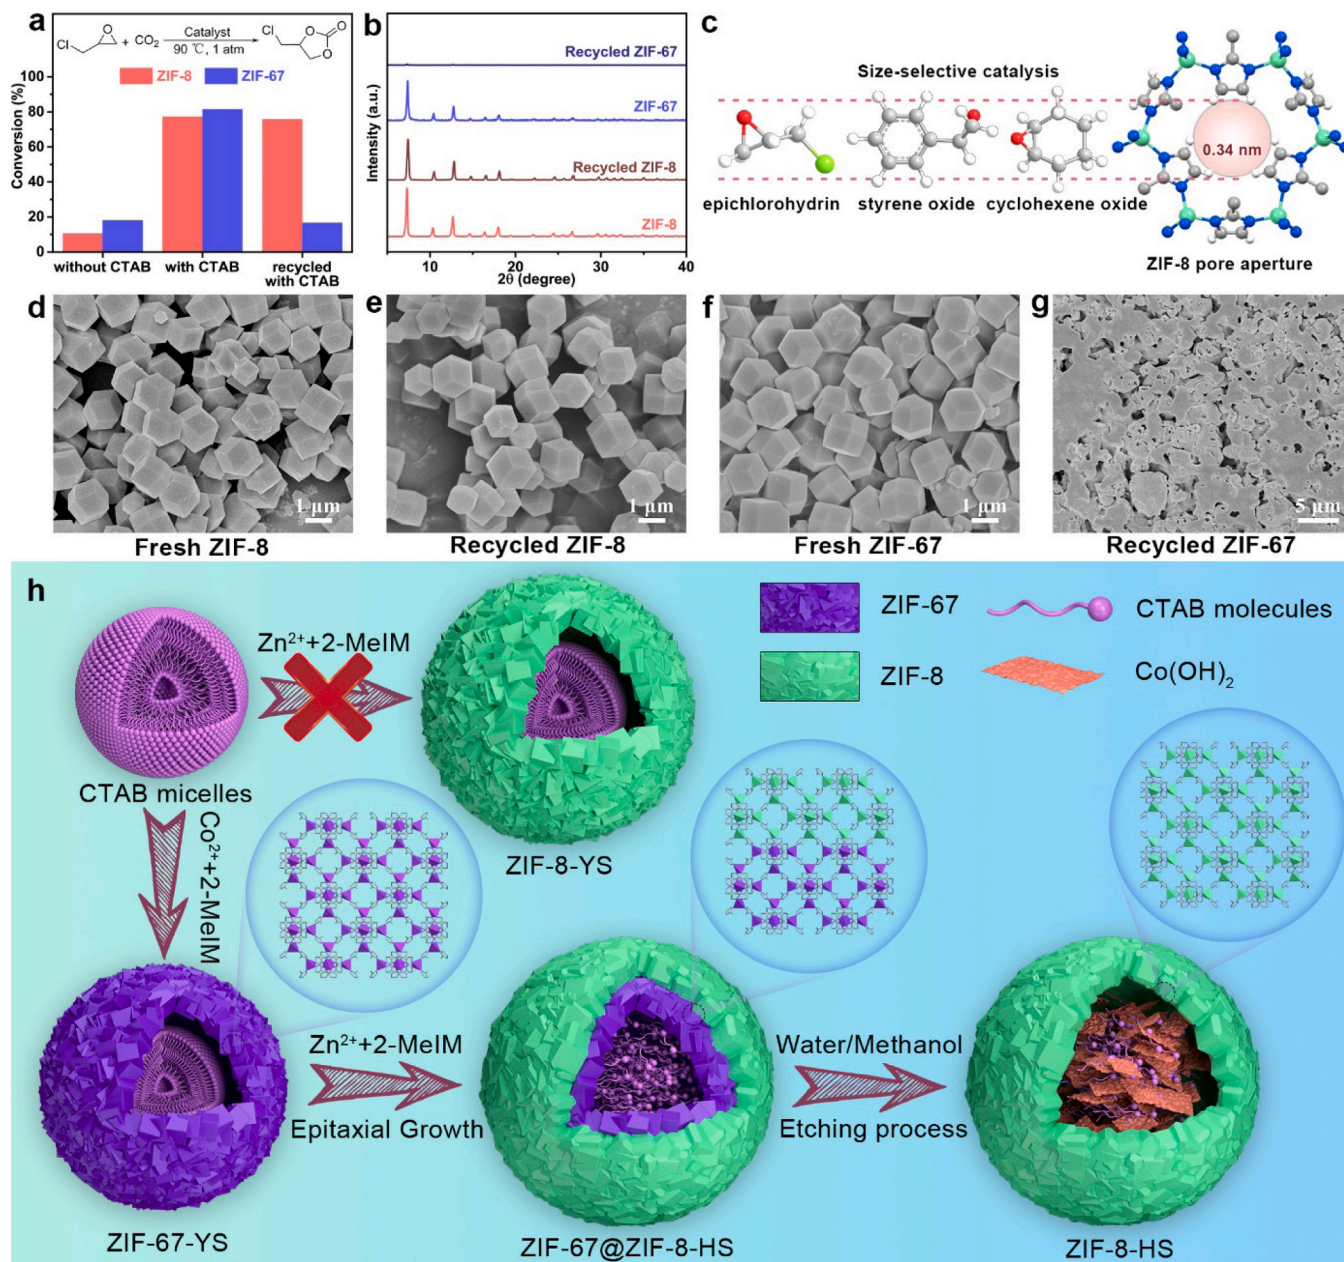 a
Cl
O
+ CO₂
Catalyst
90 ℃, 1 atm
Cl
O
O
O
ZIF-8
ZIF-67
Conversion (%)
100
80
60
40
20
0
without CTAB
with CTAB
recycled
with CTAB
b
Recycled ZIF-67
ZIF-67
Recycled ZIF-8
ZIF-8
Intensity (a.u.)
10
20
30
40
2θ (degree)
c
Size-selective catalysis
0.34 nm
epichlorohydrin
styrene oxide
cyclohexene oxide
ZIF-8 pore aperture
d
1 μm
Fresh ZIF-8
e
1 μm
Recycled ZIF-8
f
1 μm
Fresh ZIF-67
g
5 μm
Recycled ZIF-67
h
Zn²⁺+2-MeIM
ZIF-67
CTAB molecules
ZIF-8
Co(OH)₂
CTAB micelles
ZIF-8-YS
Co²⁺+2-MeIM
Zn²⁺+2-MeIM
Epitaxial Growth
Water/Methanol
Etching process
ZIF-67-YS
ZIF-67@ZIF-8-HS
ZIF-8-HS